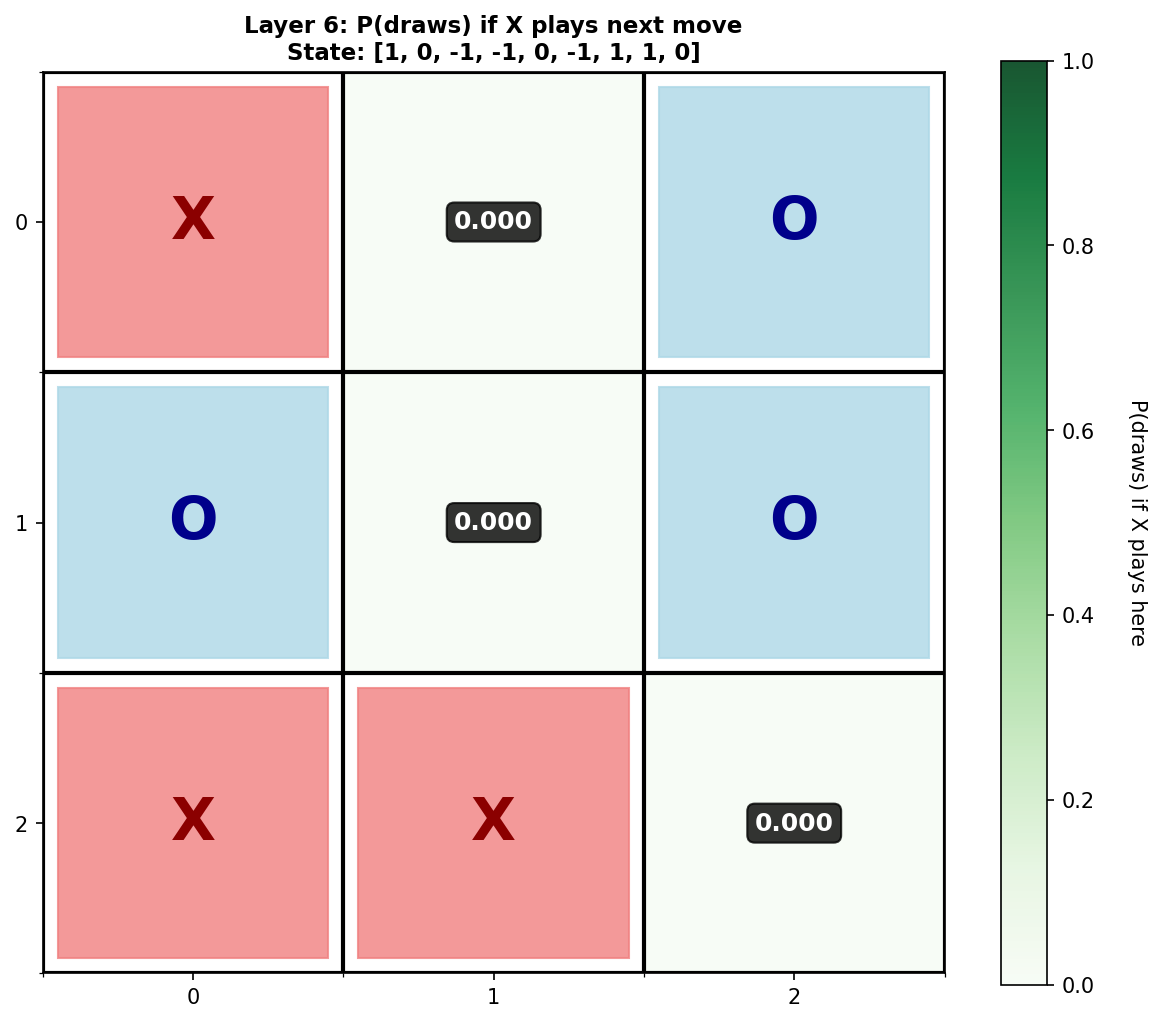 Layer 6: P(draws) if X plays next move
State: [1, 0, -1, -1, 0, -1, 1, 1, 0]
X 0.000 O
O 0.000 O
X X 0.000
0
1
2
0 1 2
1.0
0.8
0.6
0.4
0.2
0.0
P(draws) if X plays here